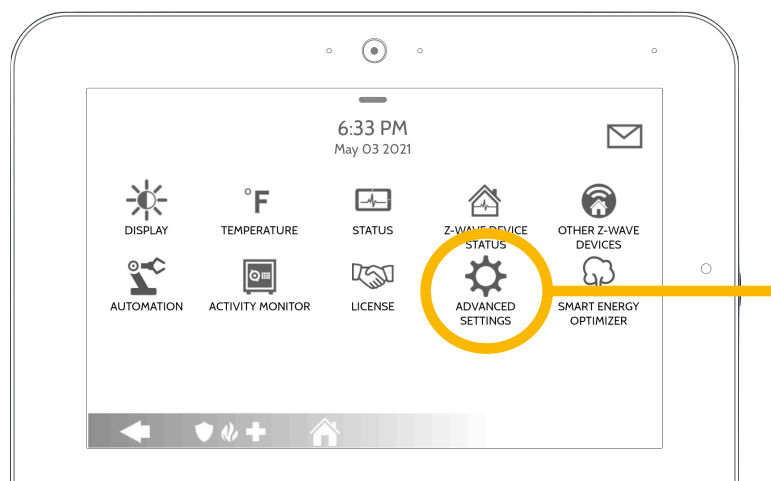 6:33 PM
May 03 2021
DISPLAY
°F
TEMPERATURE
STATUS
Z-WAVE DEVICE
STATUS
OTHER Z-WAVE
DEVICES
AUTOMATION
ACTIVITY MONITOR
LICENSE
ADVANCED
SETTINGS
SMART ENERGY
OPTIMIZER